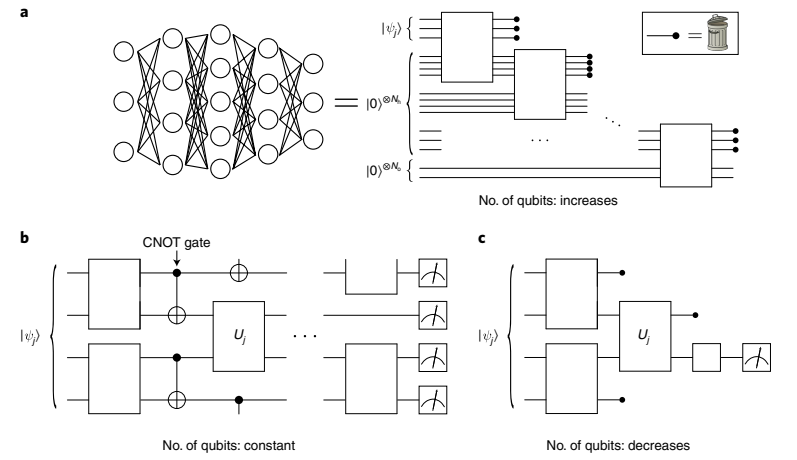 a
|ψj⟩
|0⟩⊗Nh
|0⟩⊗No
=
=
. . .
No. of qubits: increases
b
CNOT gate
|ψj⟩
Uj
. . .
No. of qubits: constant
c
|ψj⟩
Uj
No. of qubits: decreases